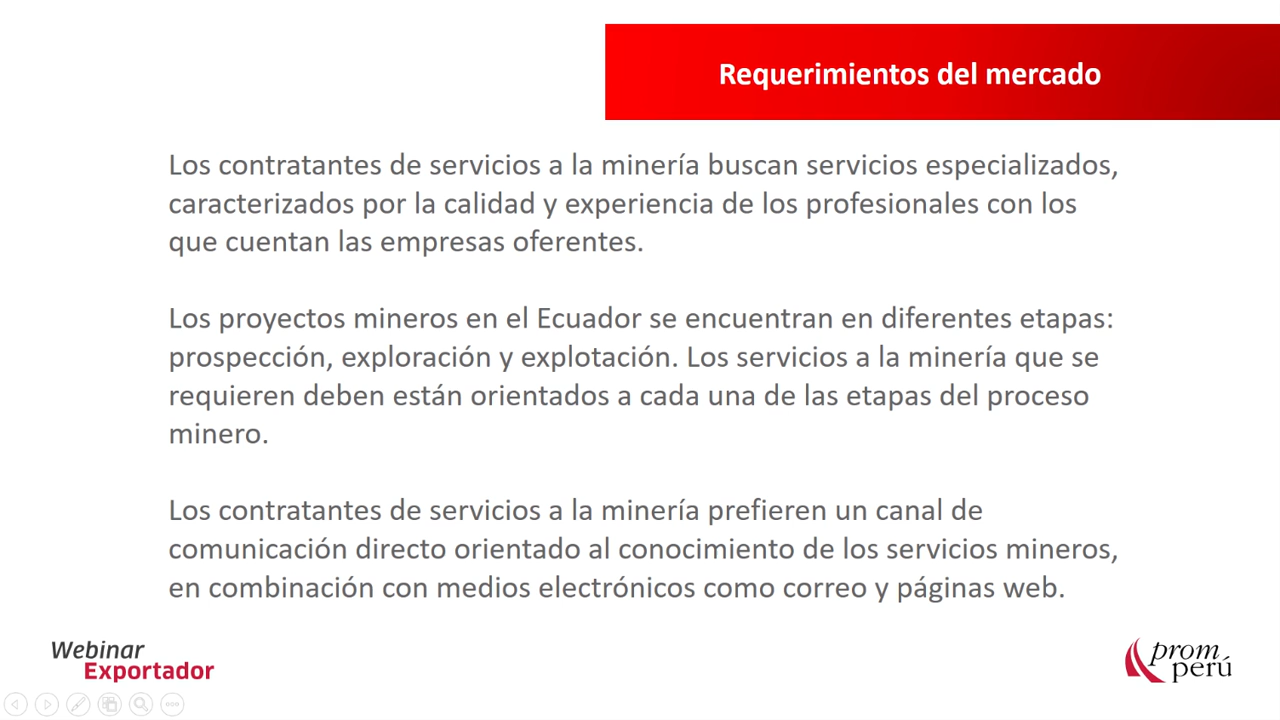 Requerimientos del mercado
Los contratantes de servicios a la minería buscan servicios especializados,
caracterizados por la calidad y experiencia de los profesionales con los
que cuentan las empresas oferentes.
Los proyectos mineros en el Ecuador se encuentran en diferentes etapas:
prospección, exploración y explotación. Los servicios a la minería que se
requieren deben están orientados a cada una de las etapas del proceso
minero.
Los contratantes de servicios a la minería prefieren un canal de
comunicación directo orientado al conocimiento de los servicios mineros,
en combinación con medios electrónicos como correo y páginas web.
Webinar
Exportador
prom
perú